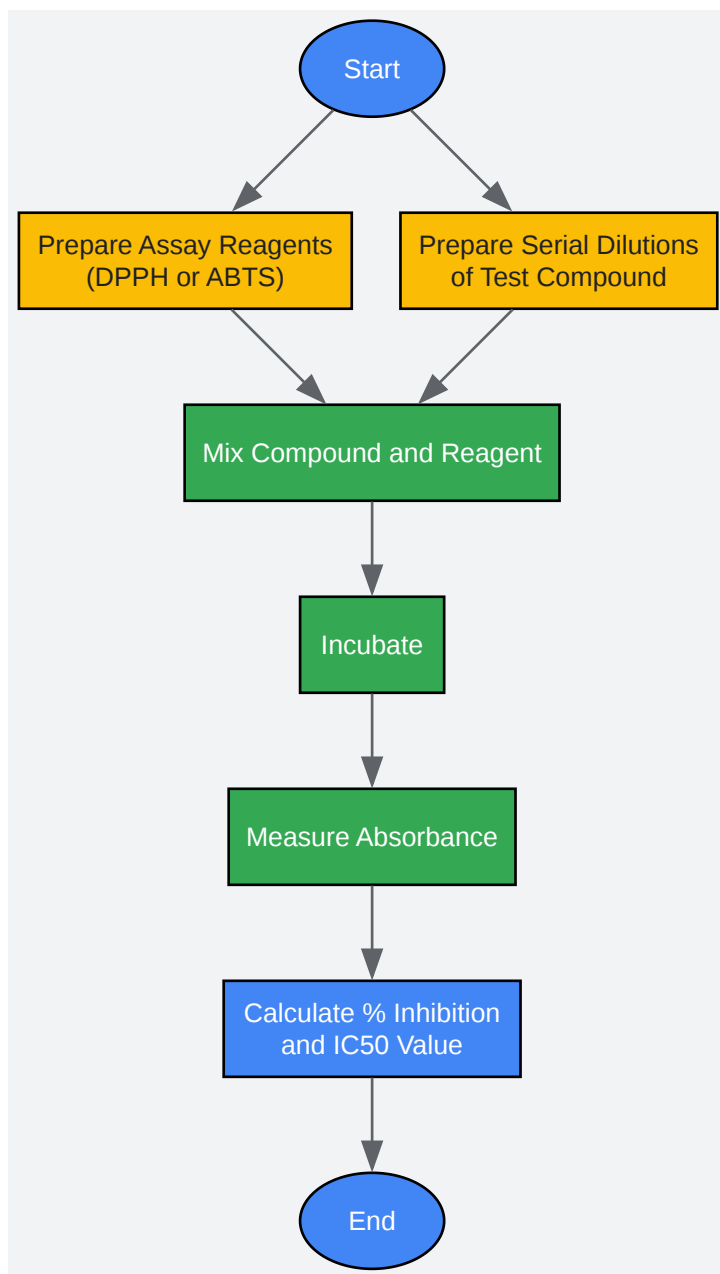 Start
Prepare Assay Reagents
(DPPH or ABTS)
Prepare Serial Dilutions
of Test Compound
Mix Compound and Reagent
Incubate
Measure Absorbance
Calculate % Inhibition
and IC50 Value
End